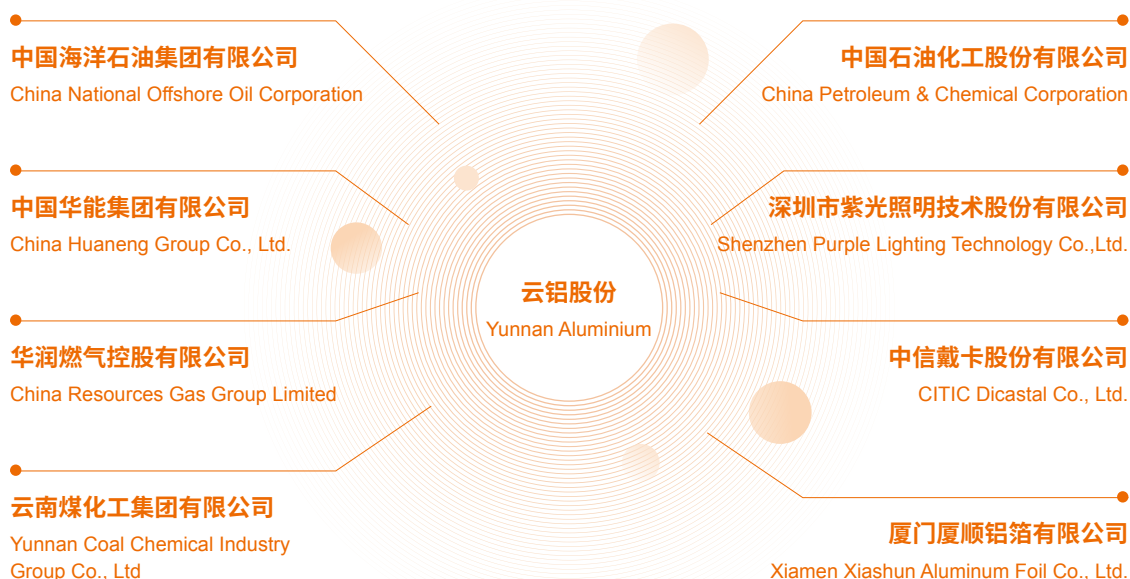 中国海洋石油集团有限公司
China National Offshore Oil Corporation
中国石油化工股份有限公司
China Petroleum & Chemical Corporation
中国华能集团有限公司
China Huaneng Group Co., Ltd.
深圳市紫光照明技术股份有限公司
Shenzhen Purple Lighting Technology Co.,Ltd.
云铝股份
Yunnan Aluminium
华润燃气控股有限公司
China Resources Gas Group Limited
中信戴卡股份有限公司
CITIC Dicastal Co., Ltd.
云南煤化工集团有限公司
Yunnan Coal Chemical Industry
Group Co., Ltd
厦门厦顺铝箔有限公司
Xiamen Xiashun Aluminum Foil Co., Ltd.